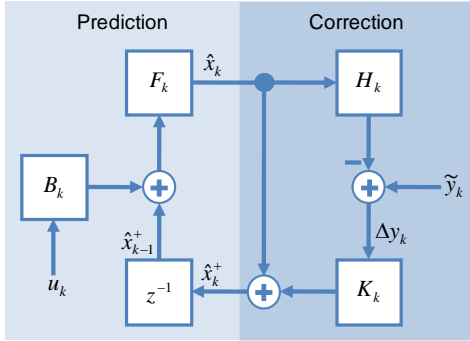 Prediction
Correction
F_k
x̂_k
H_k
B_k
+
−
+
ỹ_k
x̂⁺_{k−1}
Δy_k
u_k
z⁻¹
x̂⁺_k
+
K_k